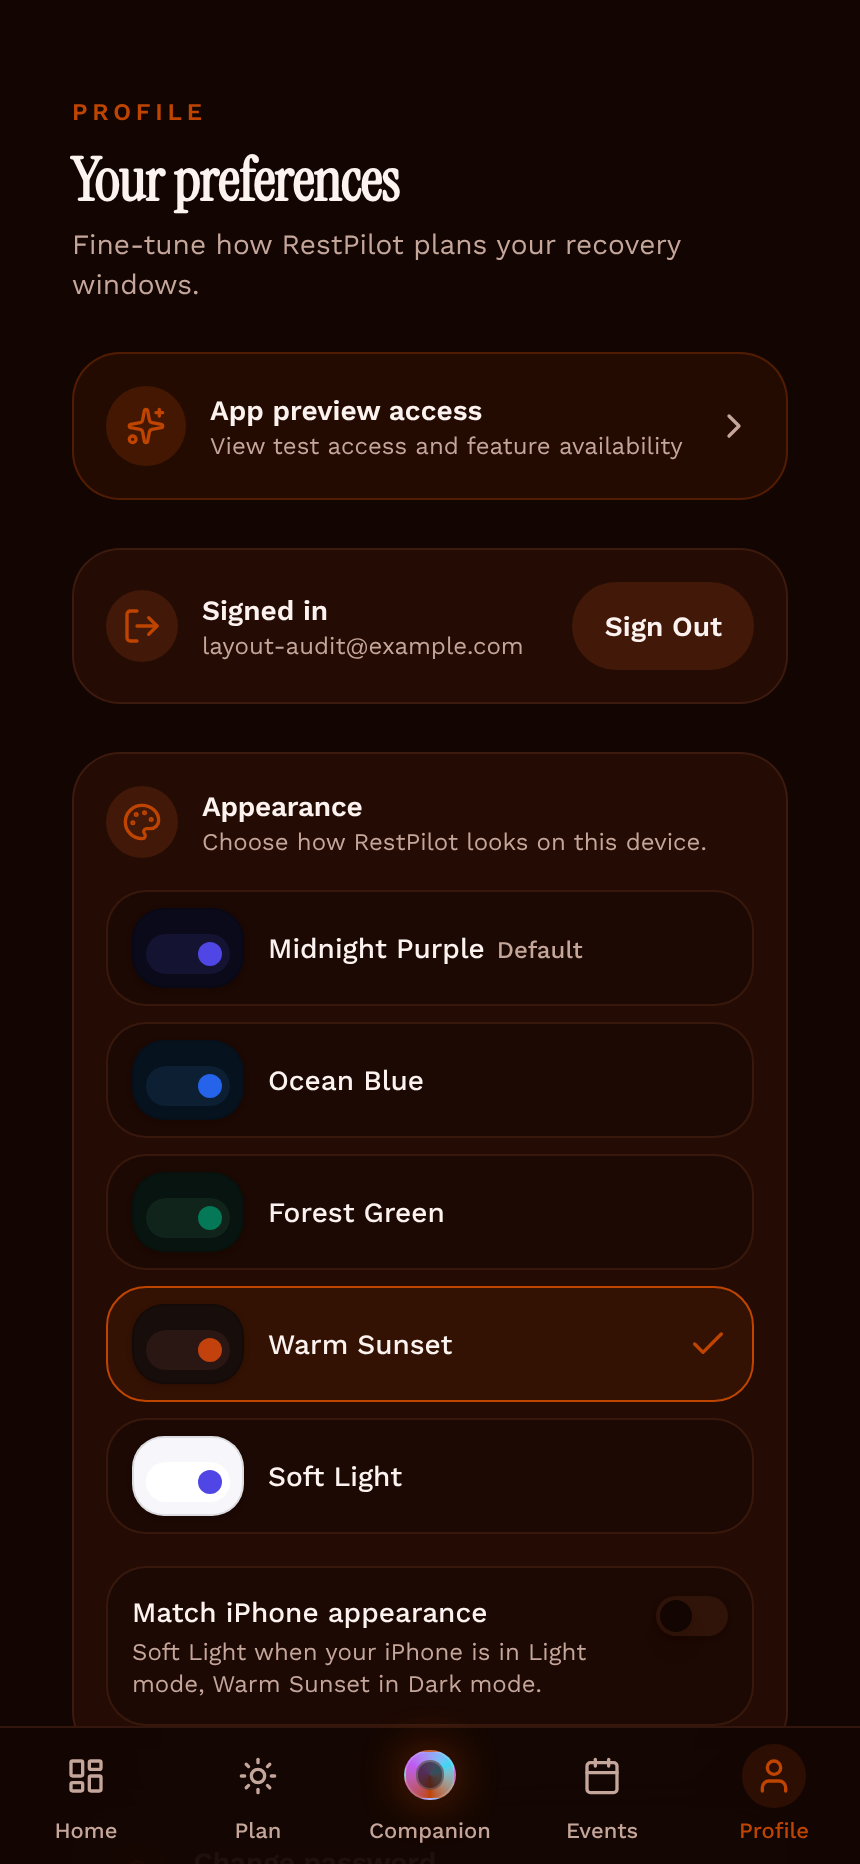 PROFILE
Your preferences
Fine-tune how RestPilot plans your recovery
windows.
App preview access
View test access and feature availability
Signed in
layout-audit@example.com
Sign Out
Appearance
Choose how RestPilot looks on this device.
Midnight Purple Default
Ocean Blue
Forest Green
Warm Sunset
Soft Light
Match iPhone appearance
Soft Light when your iPhone is in Light
mode, Warm Sunset in Dark mode.
Home
Plan
Companion
Events
Profile
Change password